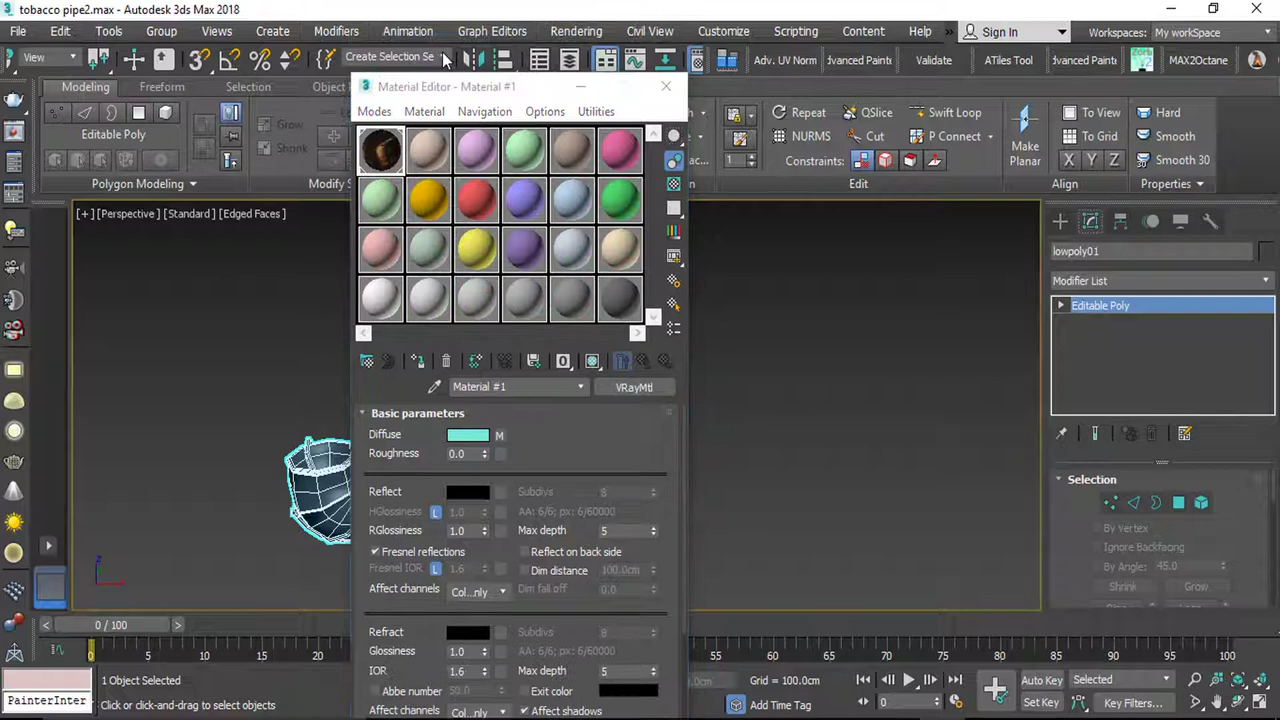 tobacco pipe2.max - Autodesk 3ds Max 2018
File Edit Tools Group Views Create Modifiers Animation Graph Editors Rendering Civil View Customize Scripting Content Help Sign In Workspaces: My workSpace
View Create Selection Se Adv. UV Norm dvanced Painter Validate ATiles Tool dvanced Painter MAX2Octane
Modeling Freeform Selection
Material Editor - Material #1
Modes Material Navigation Options Utilities
Grow
Shrink
Editable Poly
Polygon Modeling
Repeat QSlice Swift Loop
NURMS Cut P Connect
1 Constraints:
Edit
Make
Planar
To View
To Grid
X Y Z
Align
Hard
Smooth
Smooth 30
Properties
[+] [Perspective] [Standard] [Edged Faces]
lowpoly01
Modifier List
Editable Poly
Material #1 VRayMtl
Basic parameters
Diffuse M
Roughness 0.0
Reflect Subdivs 8
HGlossiness L 1.0 AA: 6/6; px: 6/60000
RGlossiness 1.0 Max depth 5
Fresnel reflections Reflect on back side
Fresnel IOR L 1.6 Dim distance 100.0cm
Affect channels Col...nly Dim fall off 0.0
Refract Subdivs 8
Glossiness 1.0 AA: 6/6; px: 6/60000
IOR 1.6 Max depth 5
Abbe number 50.0 Exit color
Affect channels Col...nly Affect shadows
Selection
By Vertex
Ignore Backfacing
By Angle: 45.0
Shrink Grow
0 / 100
0 5 10 15 20 55 60 65 70 75 80 85 90 95 100
1 Object Selected
Click or click-and-drag to select objects
PainterInter
Grid = 100.0cm
Add Time Tag
0
Auto Key Selected
Set Key Key Filters...